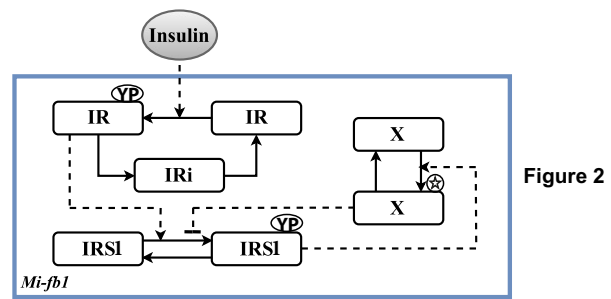 Insulin
YP
IR
IR
X
IRi
Figure 2
X
YP
IRS1
IRS1
Mi-fb1